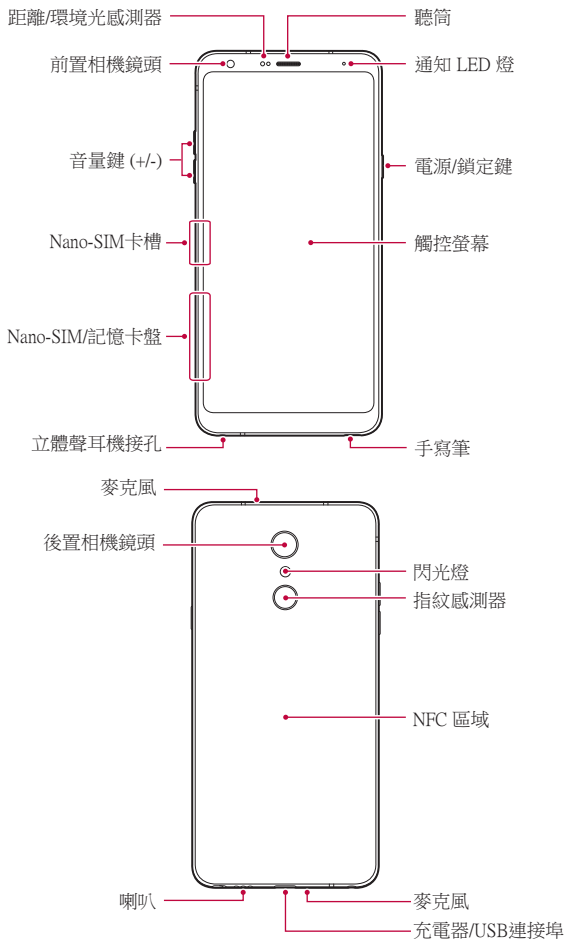 距離/環境光感測器
聽筒
前置相機鏡頭
通知 LED 燈
音量鍵 (+/-)
電源/鎖定鍵
Nano-SIM卡槽
觸控螢幕
Nano-SIM/記憶卡盤
立體聲耳機接孔
手寫筆
麥克風
後置相機鏡頭
閃光燈
指紋感測器
NFC 區域
喇叭
麥克風
充電器/USB連接埠